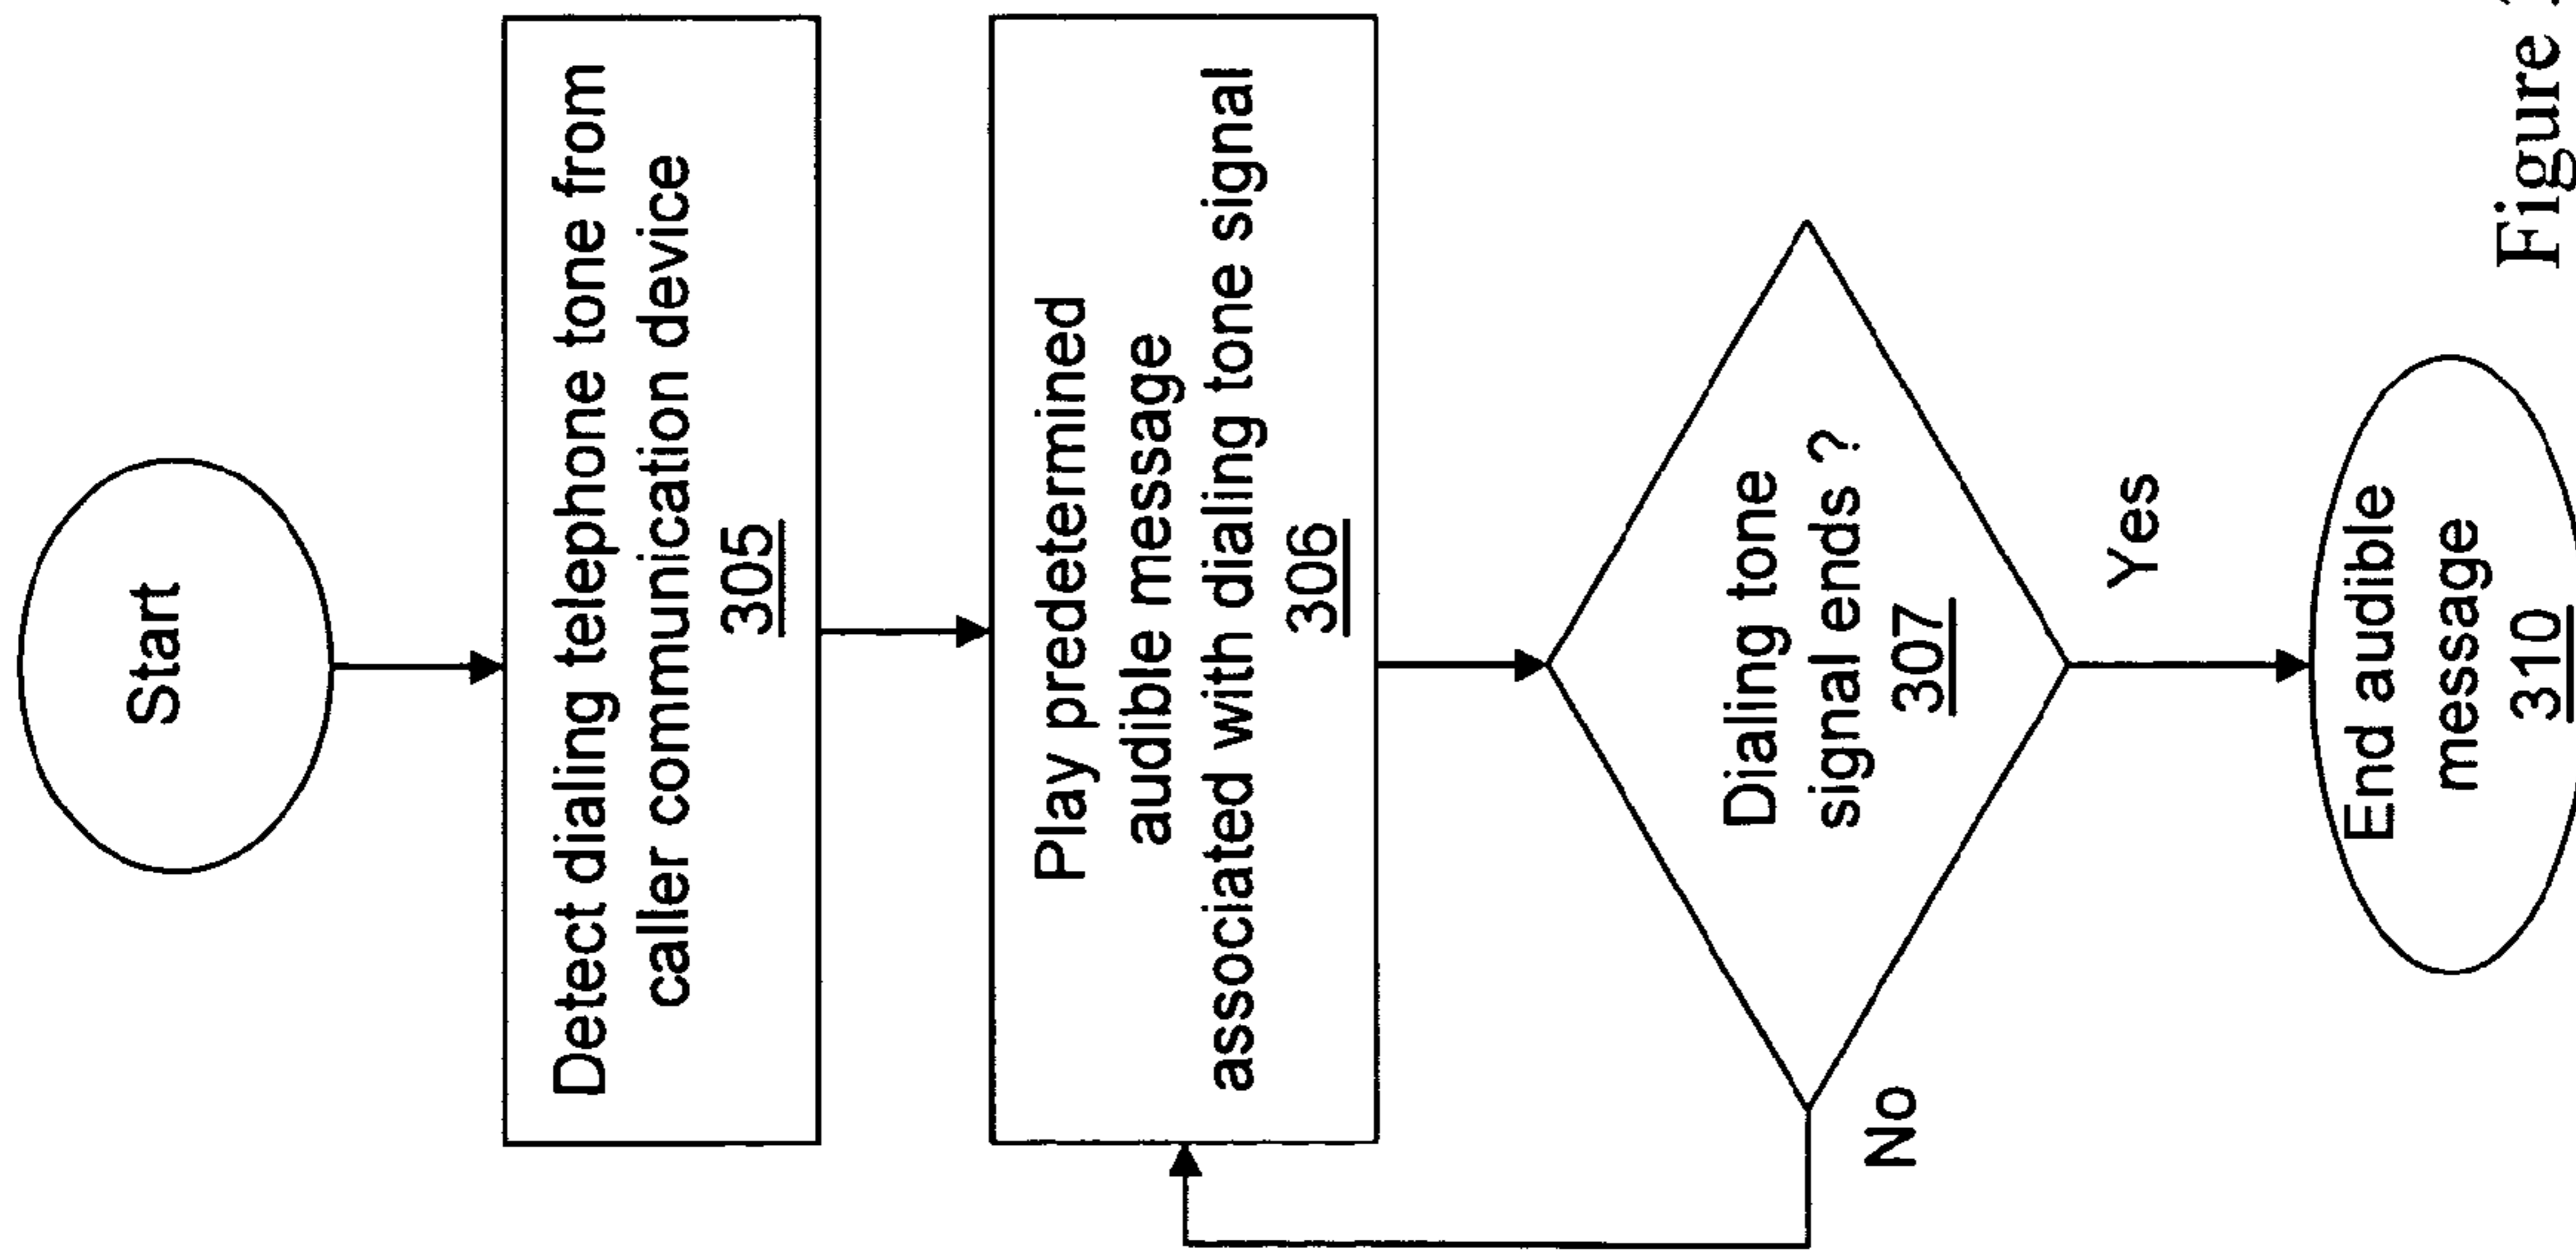 Start
Detect dialing telephone tone from
caller communication device
305
Play predetermined
audible message
associated with dialing tone signal
306
Dialing tone
signal ends ?
307
No
Yes
End audible
message
310
Figure